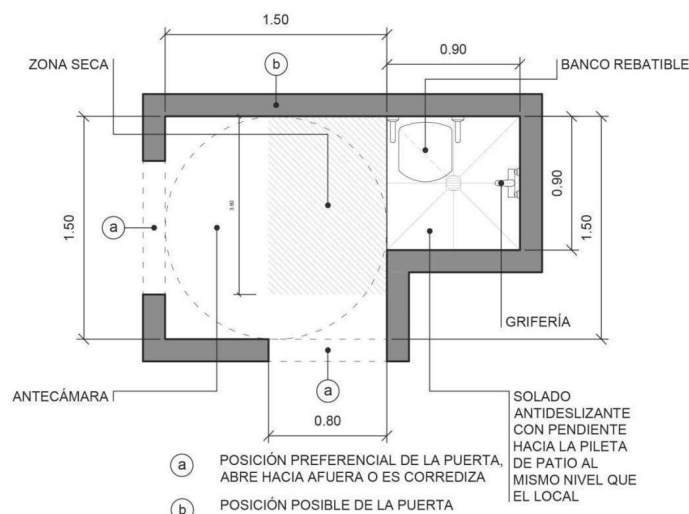 1.50
b
0.90
ZONA SECA
BANCO REBATIBLE
1.50
a
0.90
1.50
GRIFERÍA
ANTECÁMARA
a
0.80
SOLADO
ANTIDESLIZANTE
CON PENDIENTE
HACIA LA PILETA
DE PATIO AL
MISMO NIVEL QUE
EL LOCAL
a POSICIÓN PREFERENCIAL DE LA PUERTA,
ABRE HACIA AFUERA O ES CORREDIZA
b POSICIÓN POSIBLE DE LA PUERTA